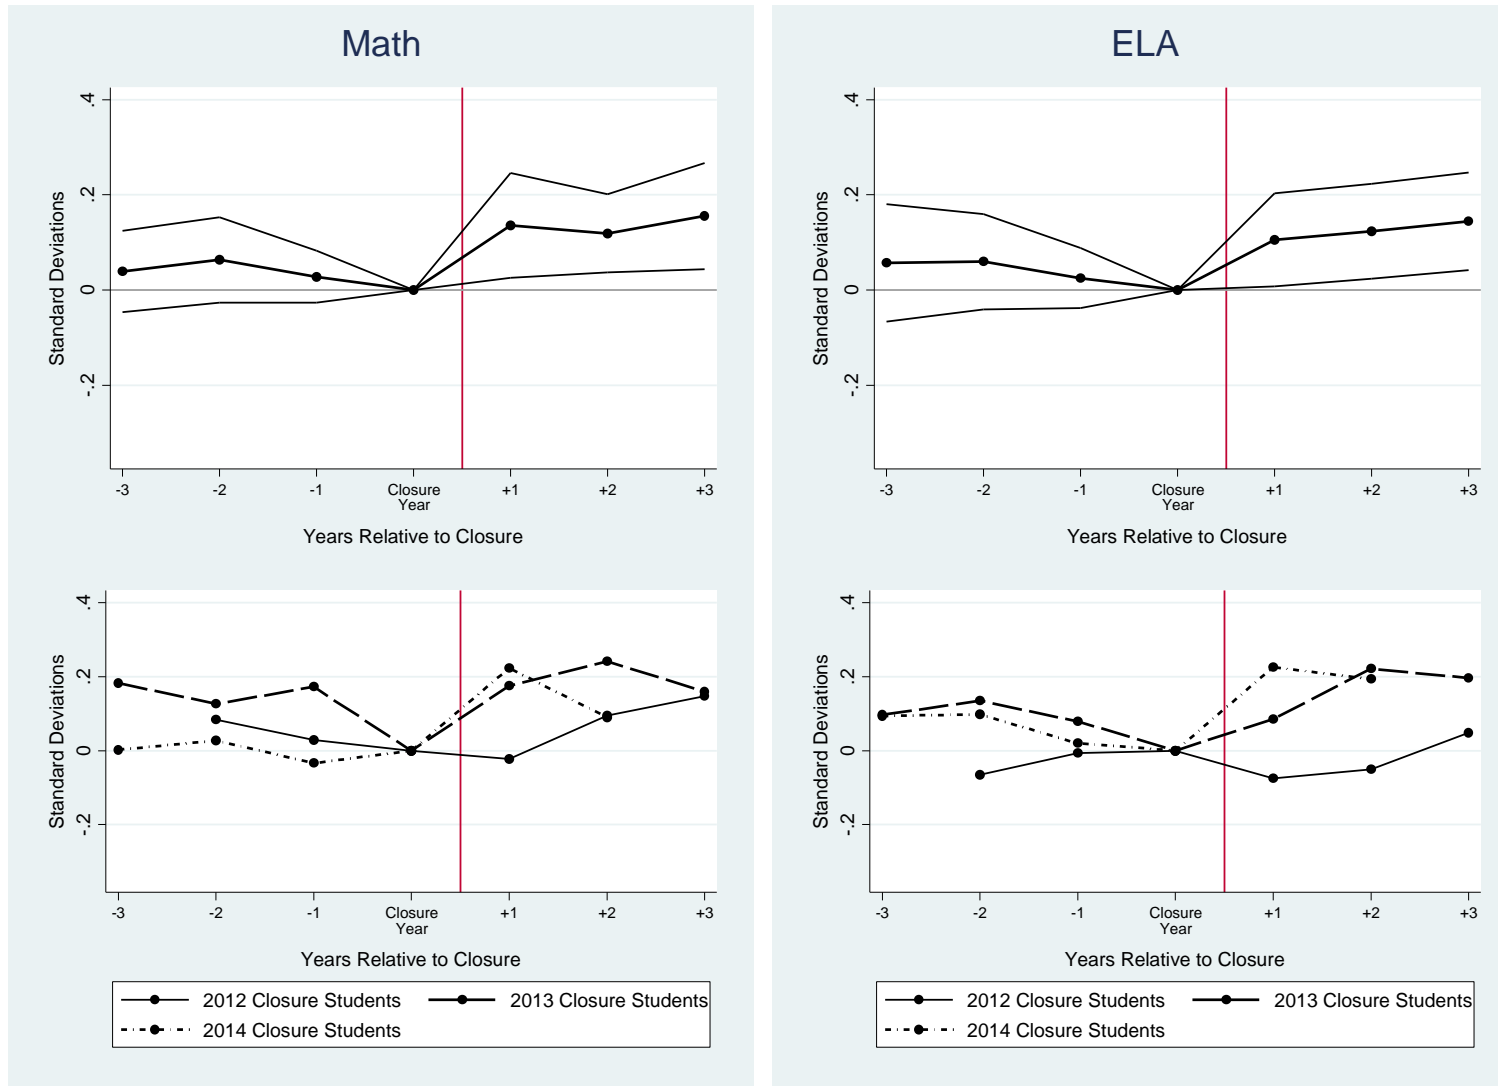 Math
Standard Deviations
.4
.2
0
-.2
-3 -2 -1 Closure Year +1 +2 +3
Years Relative to Closure
Standard Deviations
.4
.2
0
-.2
-3 -2 -1 Closure Year +1 +2 +3
Years Relative to Closure
2012 Closure Students 2013 Closure Students
2014 Closure Students
ELA
Standard Deviations
.4
.2
0
-.2
-3 -2 -1 Closure Year +1 +2 +3
Years Relative to Closure
Standard Deviations
.4
.2
0
-.2
-3 -2 -1 Closure Year +1 +2 +3
Years Relative to Closure
2012 Closure Students 2013 Closure Students
2014 Closure Students